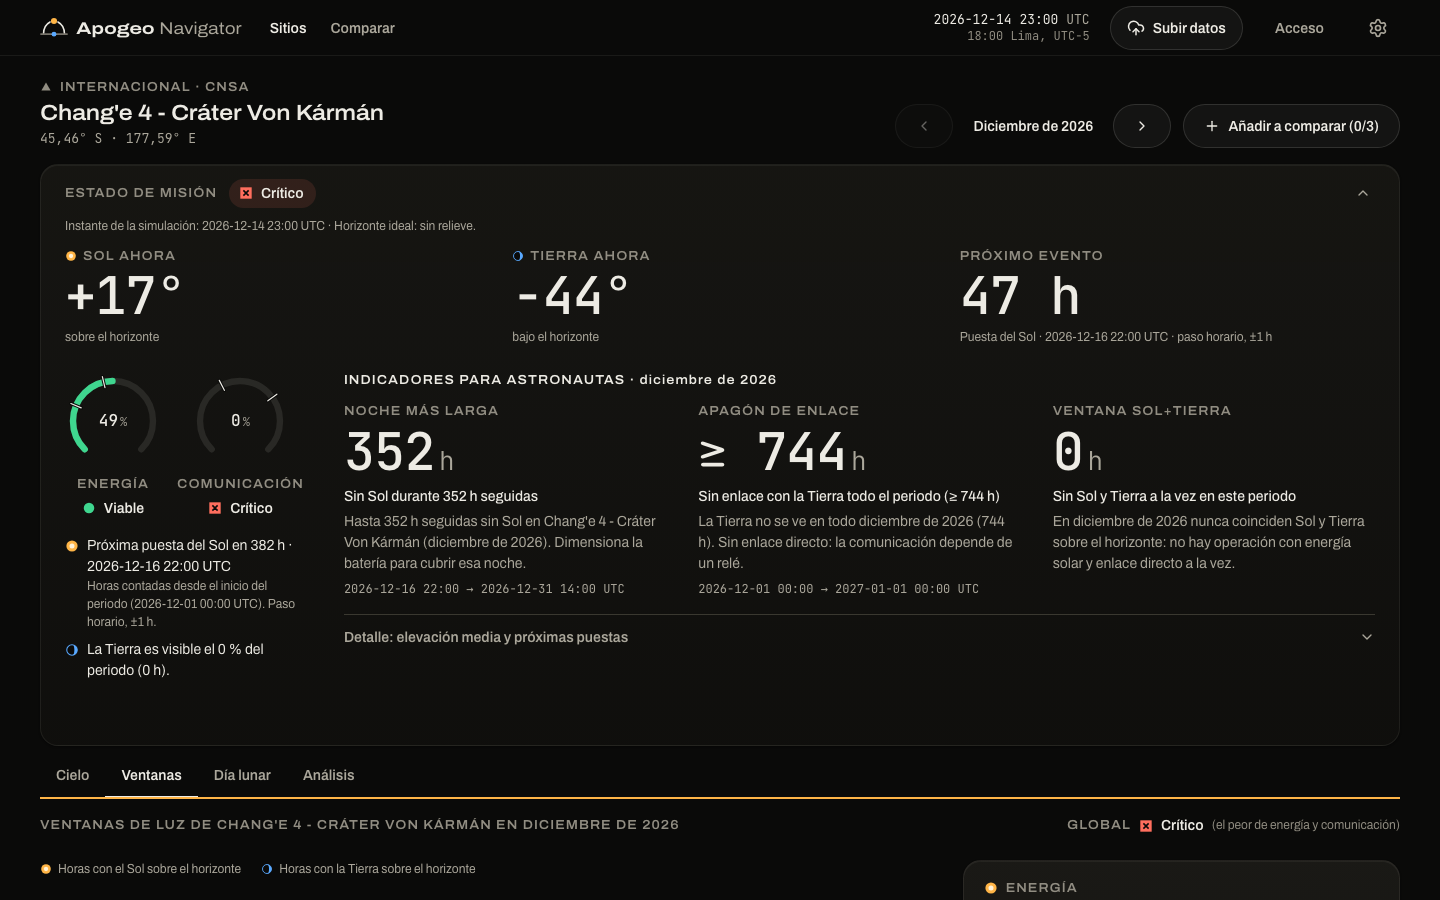 Apogeo Navigator
Sitios
Comparar
2026-12-14 23:00 UTC
18:00 Lima, UTC-5
Subir datos
Acceso
INTERNACIONAL · CNSA
Chang'e 4 - Cráter Von Kármán
45,46° S · 177,59° E
Diciembre de 2026
Añadir a comparar (0/3)
ESTADO DE MISIÓN
Crítico
Instante de la simulación: 2026-12-14 23:00 UTC · Horizonte ideal: sin relieve.
SOL AHORA
+17°
sobre el horizonte
TIERRA AHORA
-44°
bajo el horizonte
PRÓXIMO EVENTO
47 h
Puesta del Sol · 2026-12-16 22:00 UTC · paso horario, ±1 h
49%
ENERGÍA
Viable
0%
COMUNICACIÓN
Crítico
Próxima puesta del Sol en 382 h ·
2026-12-16 22:00 UTC
Horas contadas desde el inicio del
periodo (2026-12-01 00:00 UTC). Paso
horario, ±1 h.
La Tierra es visible el 0 % del
periodo (0 h).
INDICADORES PARA ASTRONAUTAS · diciembre de 2026
NOCHE MÁS LARGA
352 h
Sin Sol durante 352 h seguidas
Hasta 352 h seguidas sin Sol en Chang'e 4 - Cráter
Von Kármán (diciembre de 2026). Dimensiona la
batería para cubrir esa noche.
2026-12-16 22:00 → 2026-12-31 14:00 UTC
APAGÓN DE ENLACE
≥ 744 h
Sin enlace con la Tierra todo el periodo (≥ 744 h)
La Tierra no se ve en todo diciembre de 2026 (744
h). Sin enlace directo: la comunicación depende de
un relé.
2026-12-01 00:00 → 2027-01-01 00:00 UTC
VENTANA SOL+TIERRA
0 h
Sin Sol y Tierra a la vez en este periodo
En diciembre de 2026 nunca coinciden Sol y Tierra
sobre el horizonte: no hay operación con energía
solar y enlace directo a la vez.
Detalle: elevación media y próximas puestas
Cielo
Ventanas
Día lunar
Análisis
VENTANAS DE LUZ DE CHANG'E 4 - CRÁTER VON KÁRMÁN EN DICIEMBRE DE 2026
GLOBAL
Crítico
(el peor de energía y comunicación)
Horas con el Sol sobre el horizonte
Horas con la Tierra sobre el horizonte
ENERGÍA